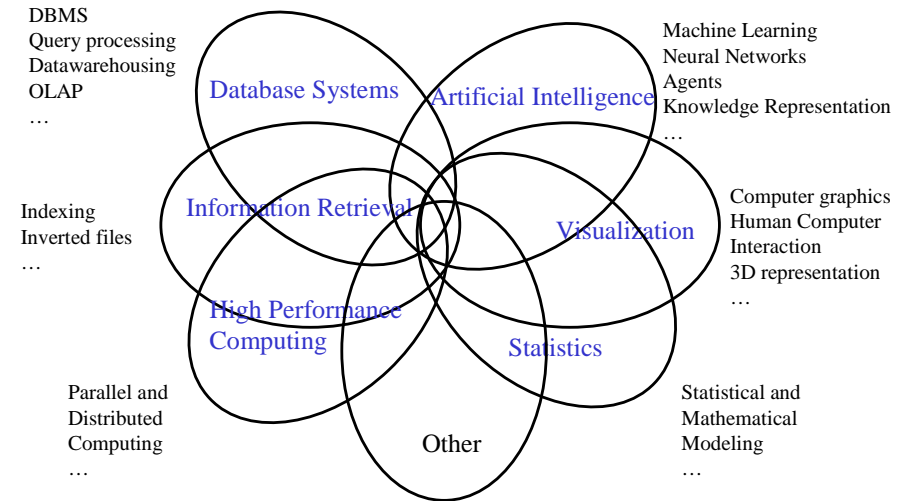 DBMS
Query processing
Datawarehousing
OLAP
…
Database Systems
Artificial Intelligence
Machine Learning
Neural Networks
Agents
Knowledge Representation
…
Indexing
Inverted files
…
Information Retrieval
Visualization
Computer graphics
Human Computer
Interaction
3D representation
…
High Performance
Computing
Statistics
Parallel and
Distributed
Computing
…
Other
Statistical and
Mathematical
Modeling
…